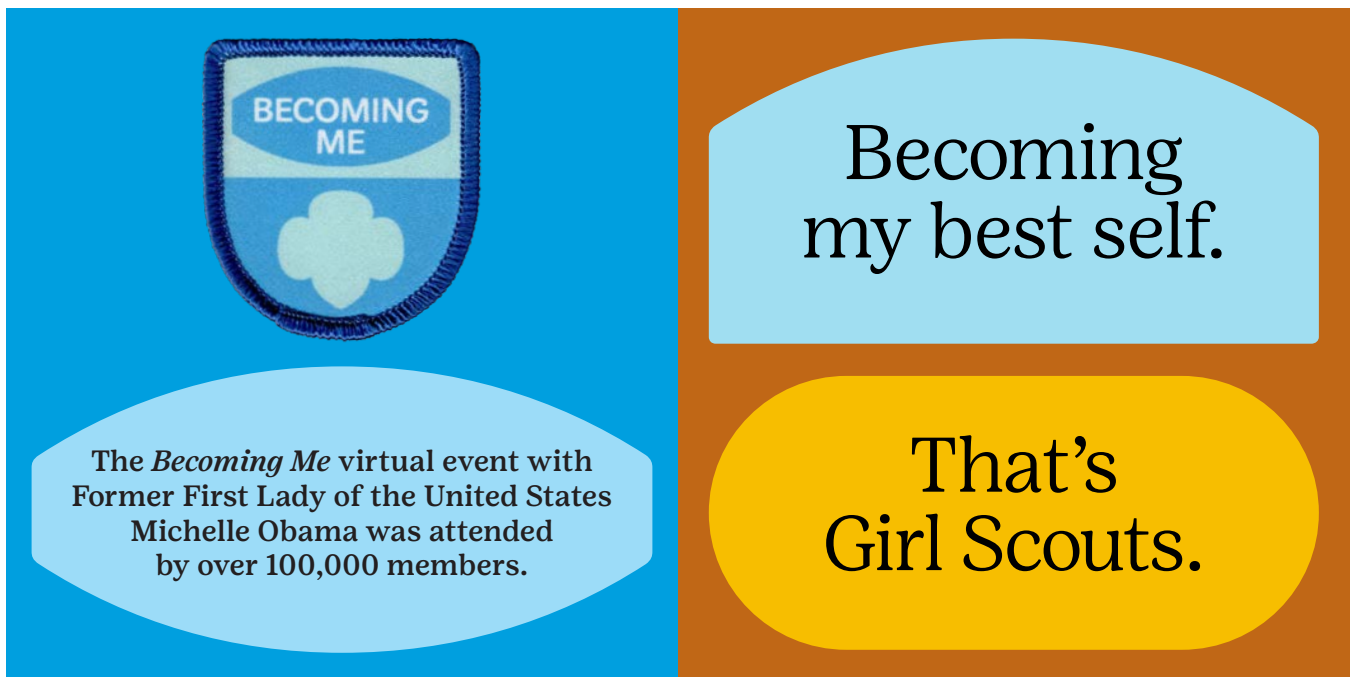 BECOMING
ME
The Becoming Me virtual event with
Former First Lady of the United States
Michelle Obama was attended
by over 100,000 members.
Becoming
my best self.
That’s
Girl Scouts.